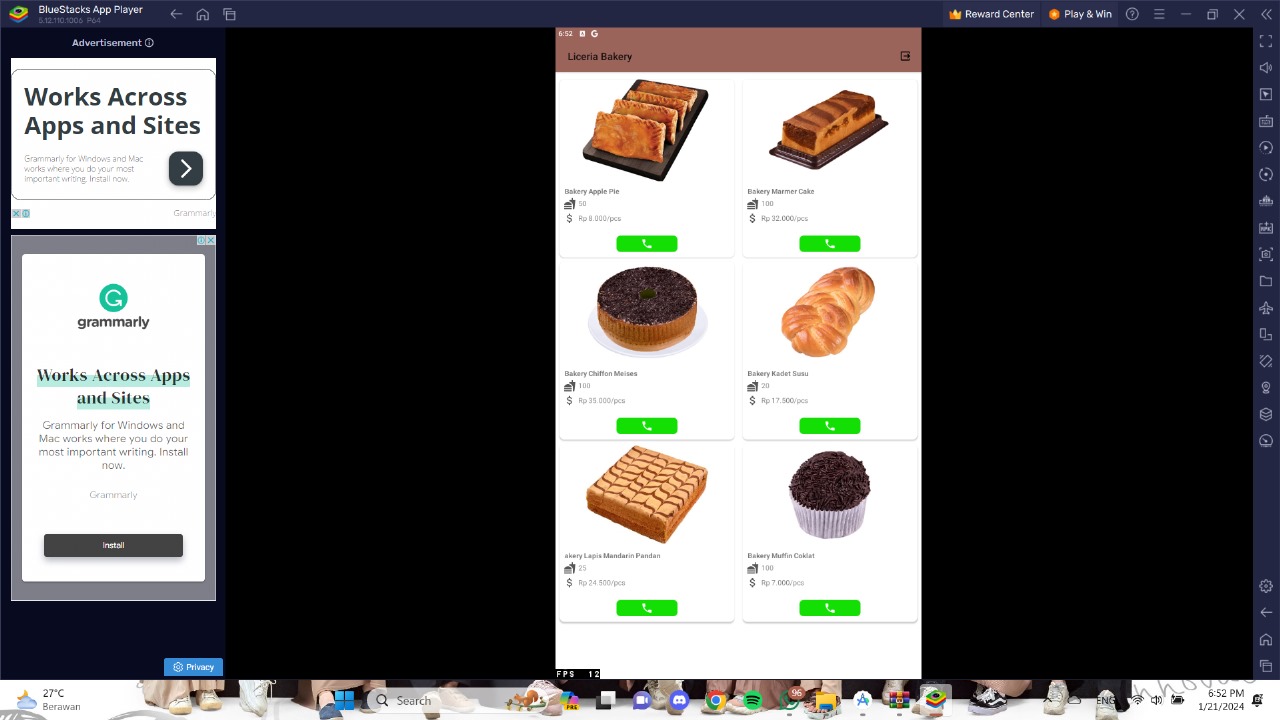 BlueStacks App Player
5.12.110.1006 P64
Reward Center
Play & Win
Advertisement
Works Across
Apps and Sites
Grammarly for Windows and Mac
works where you do your most
important writing. Install now.
Grammarly
grammarly
Works Across Apps
and Sites
Grammarly for Windows and
Mac works where you do your
most important writing. Install
now.
Grammarly
Install
Privacy
6:52
Liceria Bakery
Bakery Apple Pie
50
Rp 8.000/pcs
Bakery Marmer Cake
100
Rp 32.000/pcs
Bakery Chiffon Meises
100
Rp 35.000/pcs
Bakery Kadet Susu
20
Rp 17.500/pcs
akery Lapis Mandarin Pandan
25
Rp 24.500/pcs
Bakery Muffin Coklat
100
Rp 7.000/pcs
FPS 12
27°C
Berawan
Search
96
ENG
6:52 PM
1/21/2024